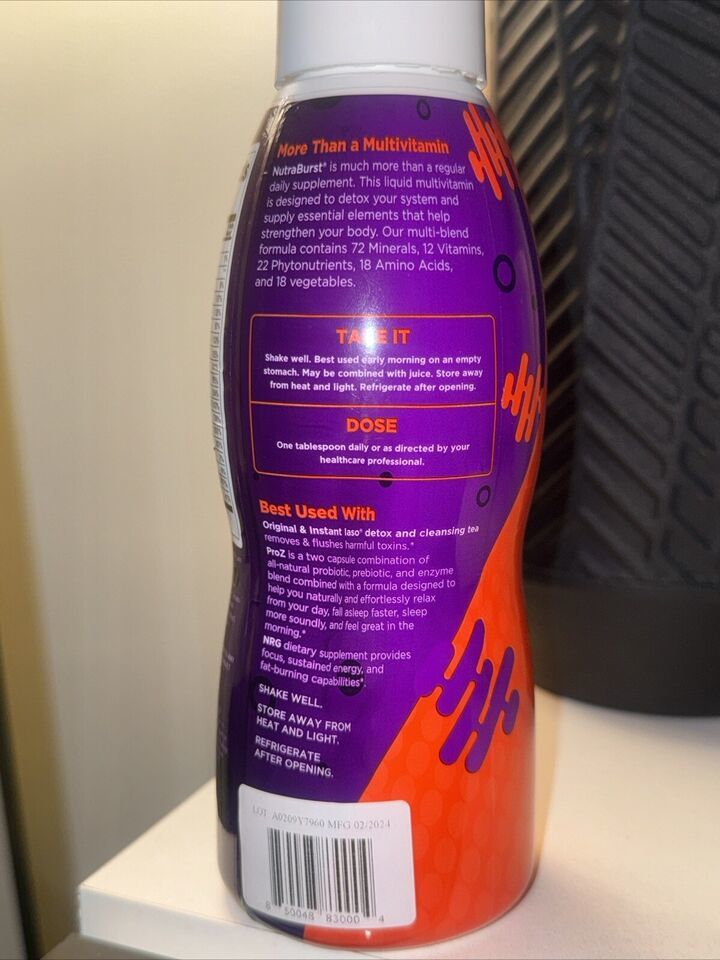 More Than a Multivitamin
NutraBurst® is much more than a regular
daily supplement. This liquid multivitamin
is designed to detox your system and
supply essential elements that help
strengthen your body. Our multi-blend
formula contains 72 Minerals, 12 Vitamins,
22 Phytonutrients, 18 Amino Acids,
and 18 vegetables.
TAKE IT
Shake well. Best used early morning on an empty
stomach. May be combined with juice. Store away
from heat and light. Refrigerate after opening.
DOSE
One tablespoon daily or as directed by your
healthcare professional.
Best Used With
Original & Instant Iaso® detox and cleansing tea
removes & flushes harmful toxins.*
ProZ is a two capsule combination of
all-natural probiotic, prebiotic, and enzyme
blend combined with a formula designed to
help you naturally and effortlessly relax
from your day, fall asleep faster, sleep
more soundly, and feel great in the
morning.*
NRG dietary supplement provides
focus, sustained energy, and
fat-burning capabilities*.
SHAKE WELL.
STORE AWAY FROM
HEAT AND LIGHT.
REFRIGERATE
AFTER OPENING.
LOT A0209Y7960 MFG 02/2024
8 50048 83000 4